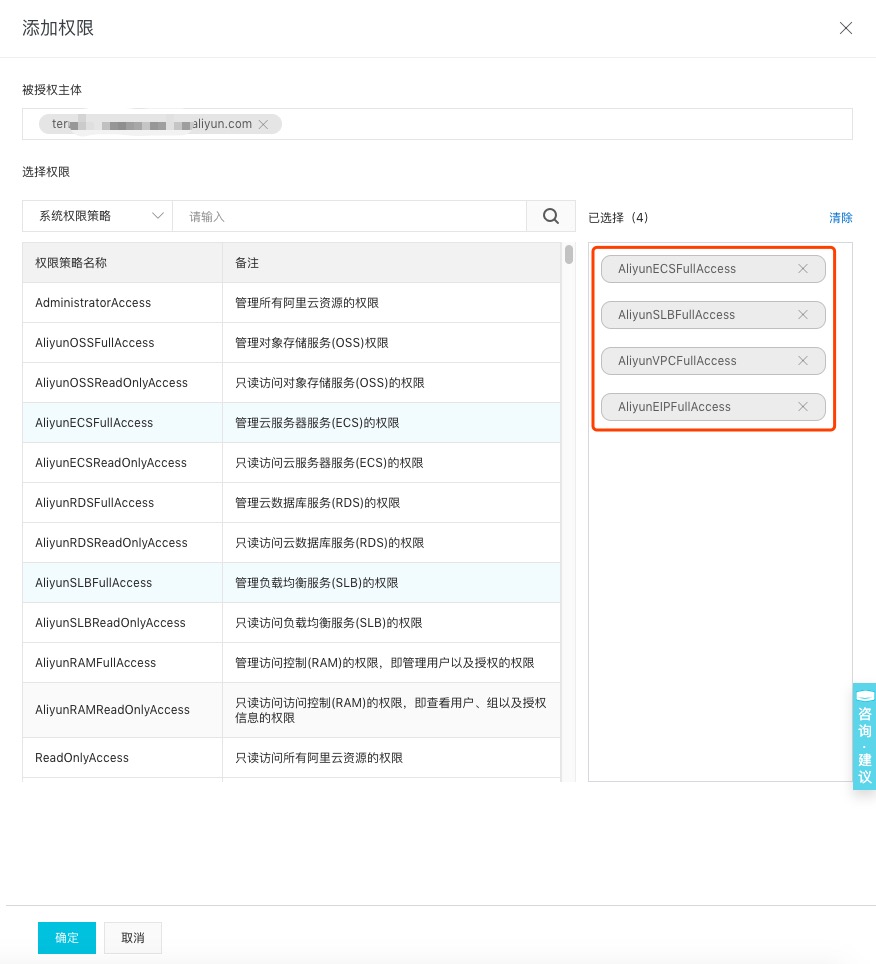 添加权限
被授权主体
aliyun.com
选择权限
系统权限策略
请输入
已选择（4）
清除
权限策略名称 备注
AdministratorAccess 管理所有阿里云资源的权限
AliyunOSSFullAccess 管理对象存储服务(OSS)权限
AliyunOSSReadOnlyAccess 只读访问对象存储服务(OSS)的权限
AliyunECSFullAccess 管理云服务器服务(ECS)的权限
AliyunECSReadOnlyAccess 只读访问云服务器服务(ECS)的权限
AliyunRDSFullAccess 管理云数据库服务(RDS)的权限
AliyunRDSReadOnlyAccess 只读访问云数据库服务(RDS)的权限
AliyunSLBFullAccess 管理负载均衡服务(SLB)的权限
AliyunSLBReadOnlyAccess 只读访问负载均衡服务(SLB)的权限
AliyunRAMFullAccess 管理访问控制(RAM)的权限，即管理用户以及授权的权限
AliyunRAMReadOnlyAccess 只读访问访问控制(RAM)的权限，即查看用户、组以及授权
信息的权限
ReadOnlyAccess 只读访问所有阿里云资源的权限
AliyunECSFullAccess
AliyunSLBFullAccess
AliyunVPCFullAccess
AliyunEIPFullAccess
咨询·建议
确定
取消